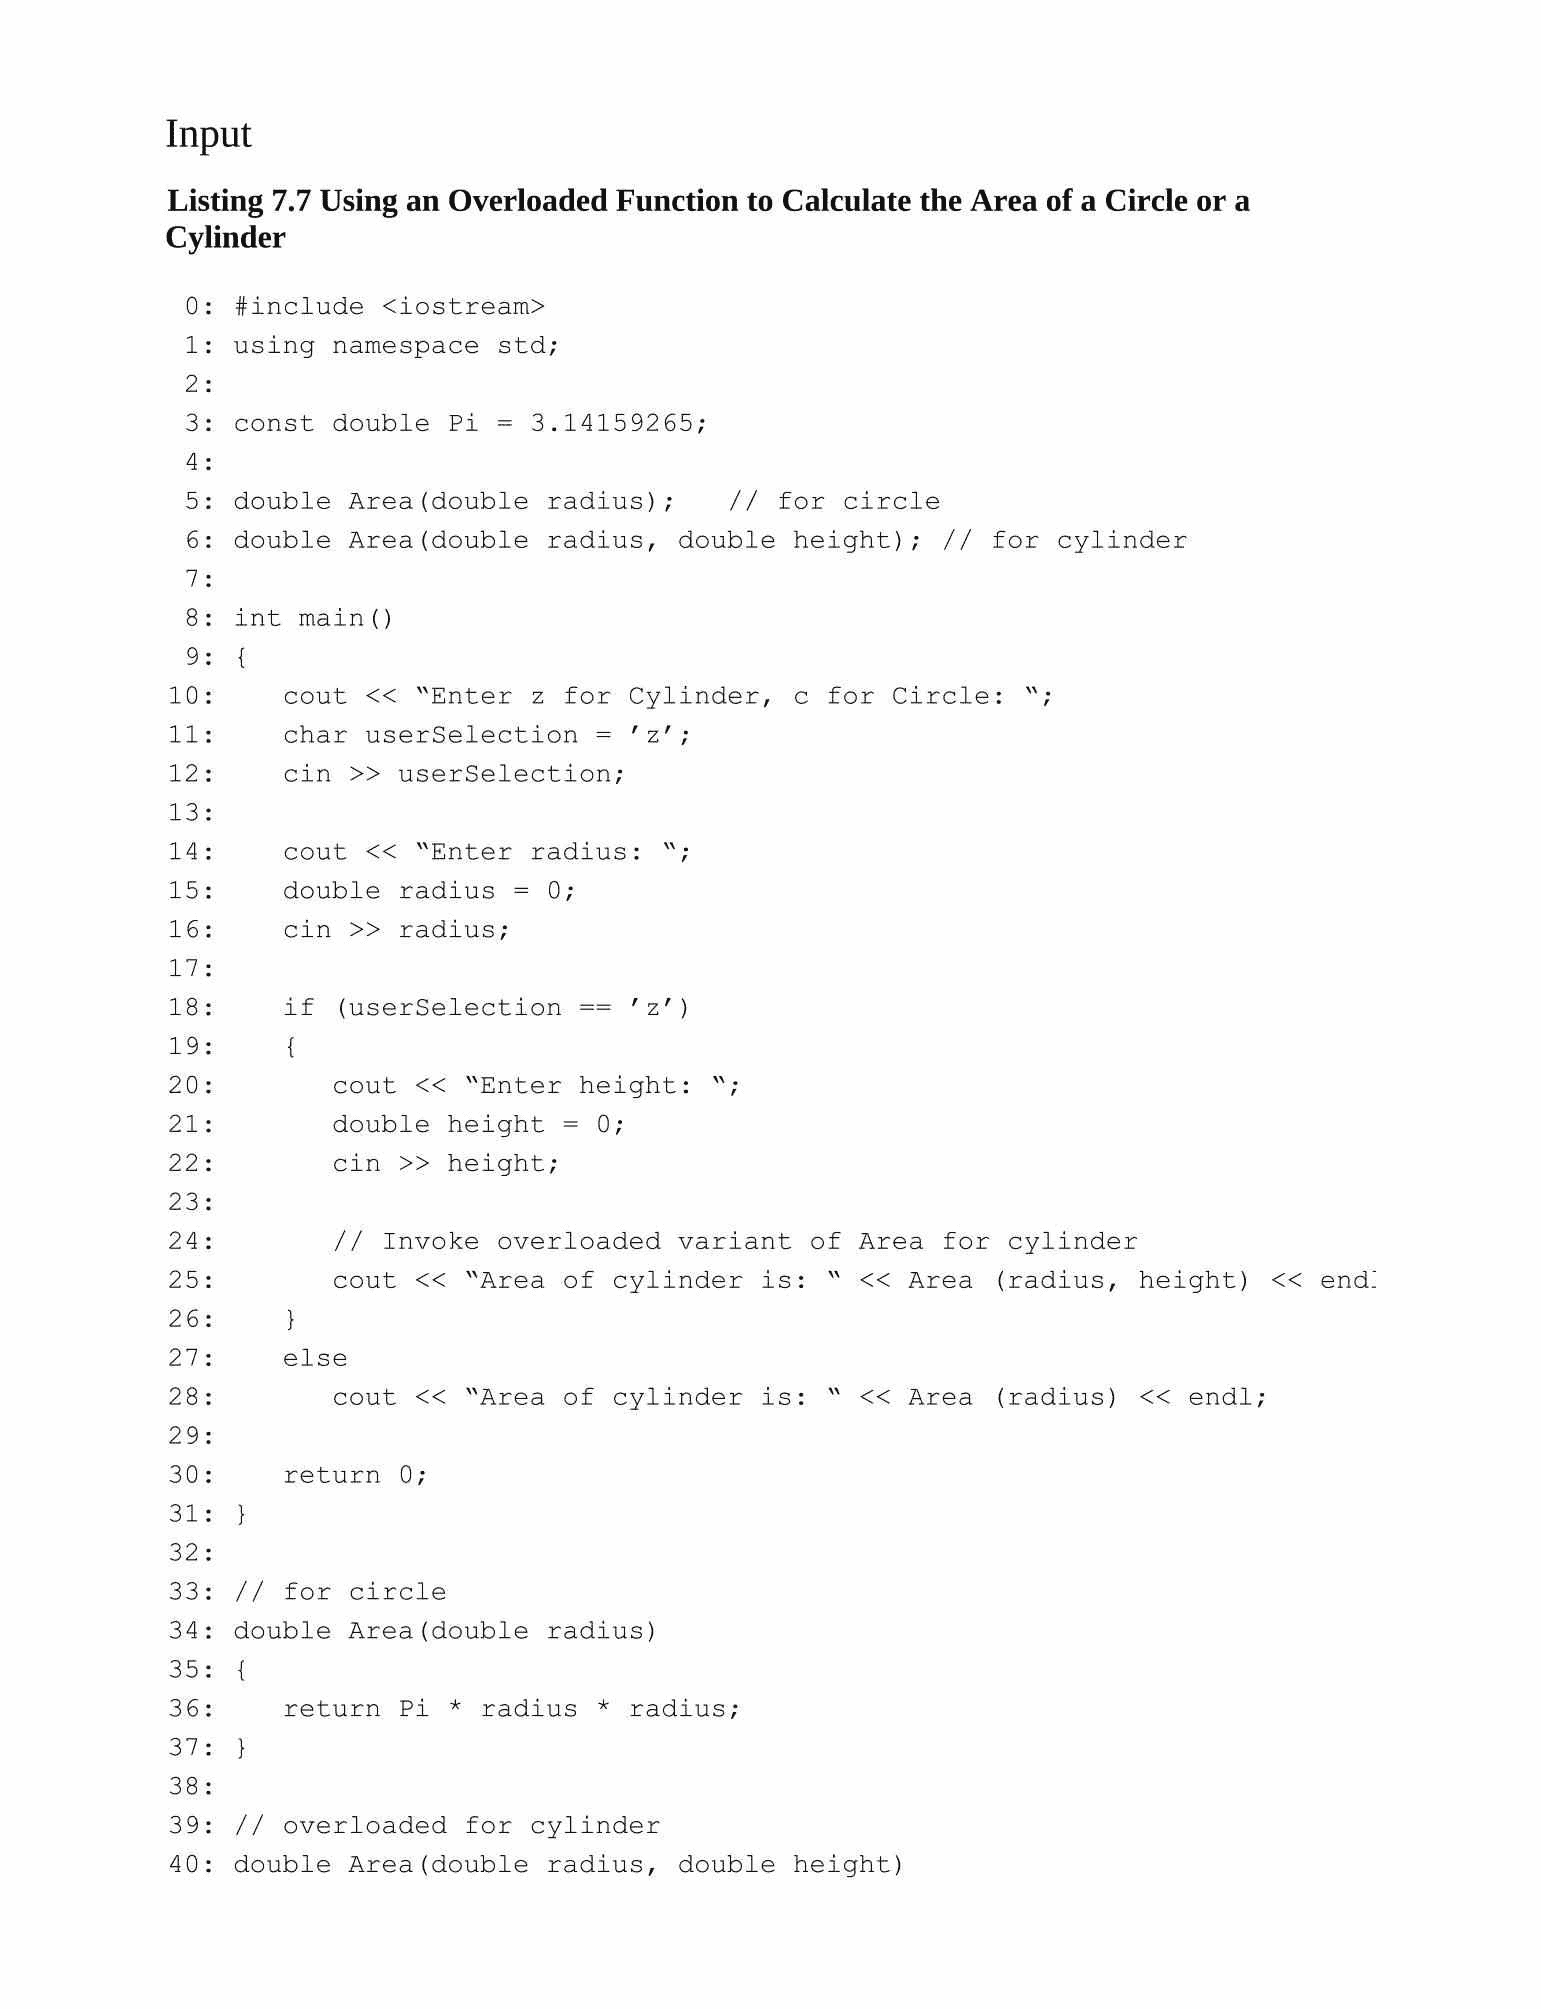 Input
Listing 7.7 Using an Overloaded Function to Calculate the Area of a Circle or a
Cylinder
0: #include <iostream>
1: using namespace std;
2:
3: const double Pi = 3.14159265;
4:
5: double Area(double radius);   // for circle
6: double Area(double radius, double height); // for cylinder
7:
8: int main()
9: {
10:    cout << “Enter z for Cylinder, c for Circle: “;
11:    char userSelection = ’z’;
12:    cin >> userSelection;
13:
14:    cout << “Enter radius: “;
15:    double radius = 0;
16:    cin >> radius;
17:
18:    if (userSelection == ’z’)
19:    {
20:       cout << “Enter height: “;
21:       double height = 0;
22:       cin >> height;
23:
24:       // Invoke overloaded variant of Area for cylinder
25:       cout << “Area of cylinder is: “ << Area (radius, height) << endl
26:    }
27:    else
28:       cout << “Area of cylinder is: “ << Area (radius) << endl;
29:
30:    return 0;
31: }
32:
33: // for circle
34: double Area(double radius)
35: {
36:    return Pi * radius * radius;
37: }
38:
39: // overloaded for cylinder
40: double Area(double radius, double height)